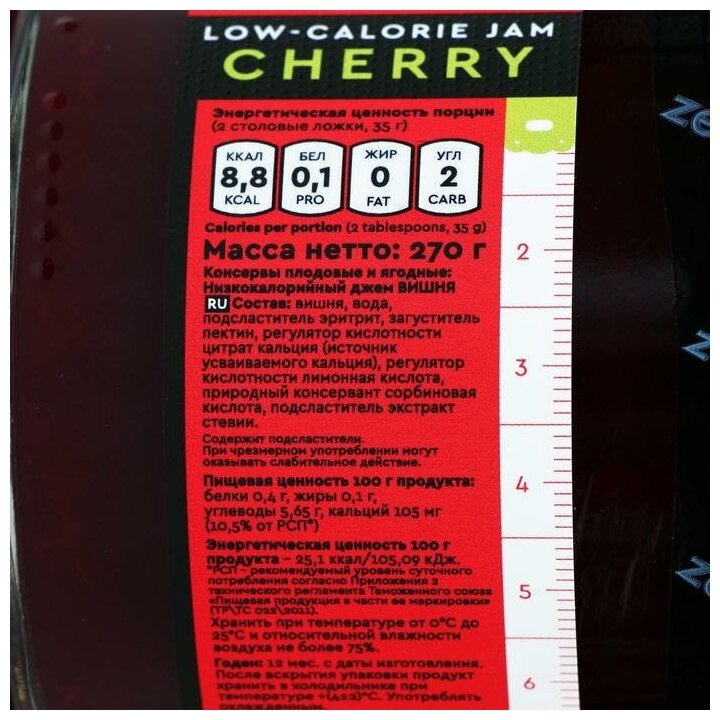 LOW-CALORIE JAM
CHERRY
Энергетическая ценность порции
(2 столовые ложки, 35 г)
ККАЛ БЕЛ ЖИР УГЛ
8,8 0,1 0 2
KCAL PRO FAT CARB
Calories per portion (2 tablespoons, 35 g)
Масса нетто: 270 г
Консервы плодовые и ягодные:
Низкокалорийный джем ВИШНЯ
RU Состав: вишня, вода,
подсластитель эритрит, загуститель
пектин, регулятор кислотности
цитрат кальция (источник
усваиваемого кальция), регулятор
кислотности лимонная кислота,
природный консервант сорбиновая
кислота, подсластитель экстракт
стевии.
Содержит подсластители.
При чрезмерном употреблении могут
оказывать слабительное действие.
Пищевая ценность 100 г продукта:
белки 0,4 г, жиры 0,1 г,
углеводы 5,65 г, кальций 105 мг
(10,5% от РСП*)
Энергетическая ценность 100 г
продукта – 25,1 ккал/105,09 кДж.
*РСП – рекомендуемый уровень суточного
потребления согласно Приложения 2
технического регламента Таможенного союза
«Пищевая продукция в части ее маркировки»
(ТР\ТС 022\2011).
Хранить при температуре от 0°С до
25°С и относительной влажности
воздуха не более 75%.
Годен: 12 мес. с даты изготовления.
После вскрытия упаковки продукт
хранить в холодильнике при
температуре +(4±2)°С. Употреблять
охлажденным.
2
3
4
5
6
ze
z
ze